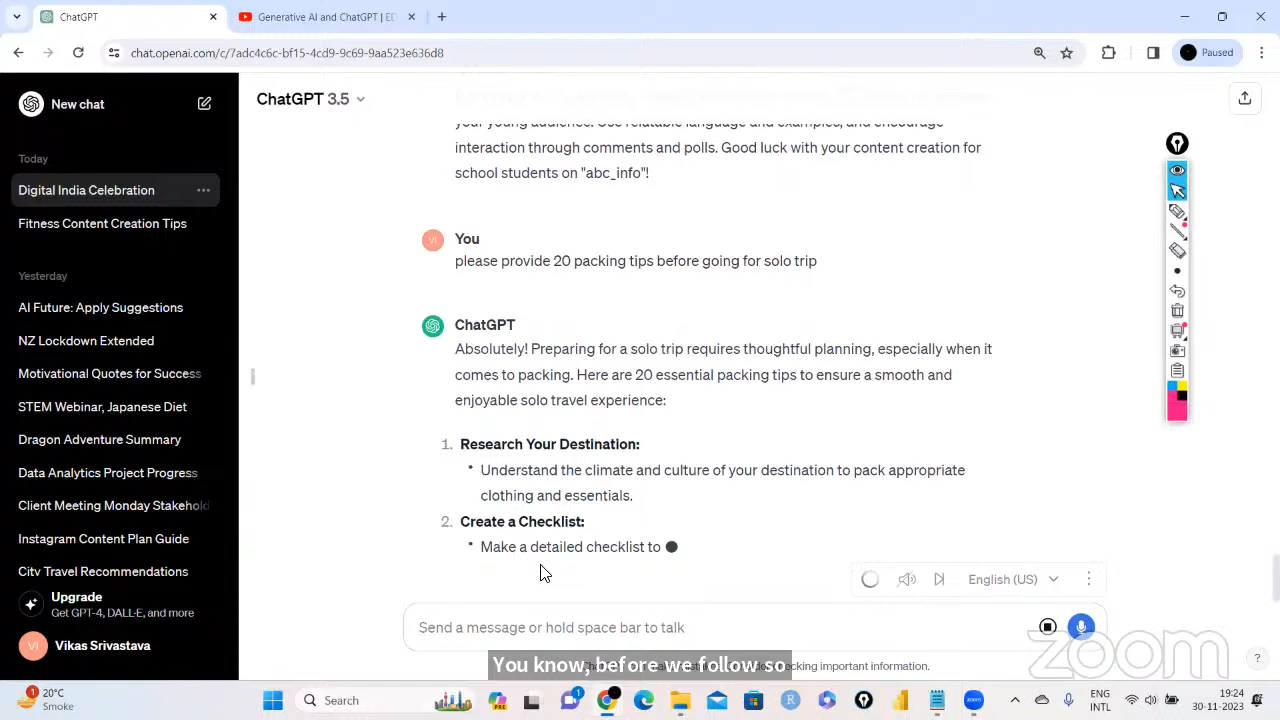 ChatGPT
Generative AI and ChatGPT | ED
chat.openai.com/c/7adc4c6c-bf15-4cd9-9c69-9aa523e636d8
Paused
New chat
ChatGPT 3.5
Today
Digital India Celebration
Fitness Content Creation Tips
Yesterday
AI Future: Apply Suggestions
NZ Lockdown Extended
Motivational Quotes for Success
STEM Webinar, Japanese Diet
Dragon Adventure Summary
Data Analytics Project Progress
Client Meeting Monday Stakehold
Instagram Content Plan Guide
City Travel Recommendations
Upgrade
Get GPT-4, DALL-E, and more
VI
Vikas Srivastava
your young audience. Use relatable language and examples, and encourage
interaction through comments and polls. Good luck with your content creation for
school students on "abc_info"!
VI
You
please provide 20 packing tips before going for solo trip
ChatGPT
Absolutely! Preparing for a solo trip requires thoughtful planning, especially when it
comes to packing. Here are 20 essential packing tips to ensure a smooth and
enjoyable solo travel experience:
1. Research Your Destination:
Understand the climate and culture of your destination to pack appropriate
clothing and essentials.
2. Create a Checklist:
Make a detailed checklist to
English (US)
Send a message or hold space bar to talk
zoom
You know, before we follow so
checking important information.
?
20°C
Smoke
Search
1
1
ENG
INTL
19:24
30-11-2023